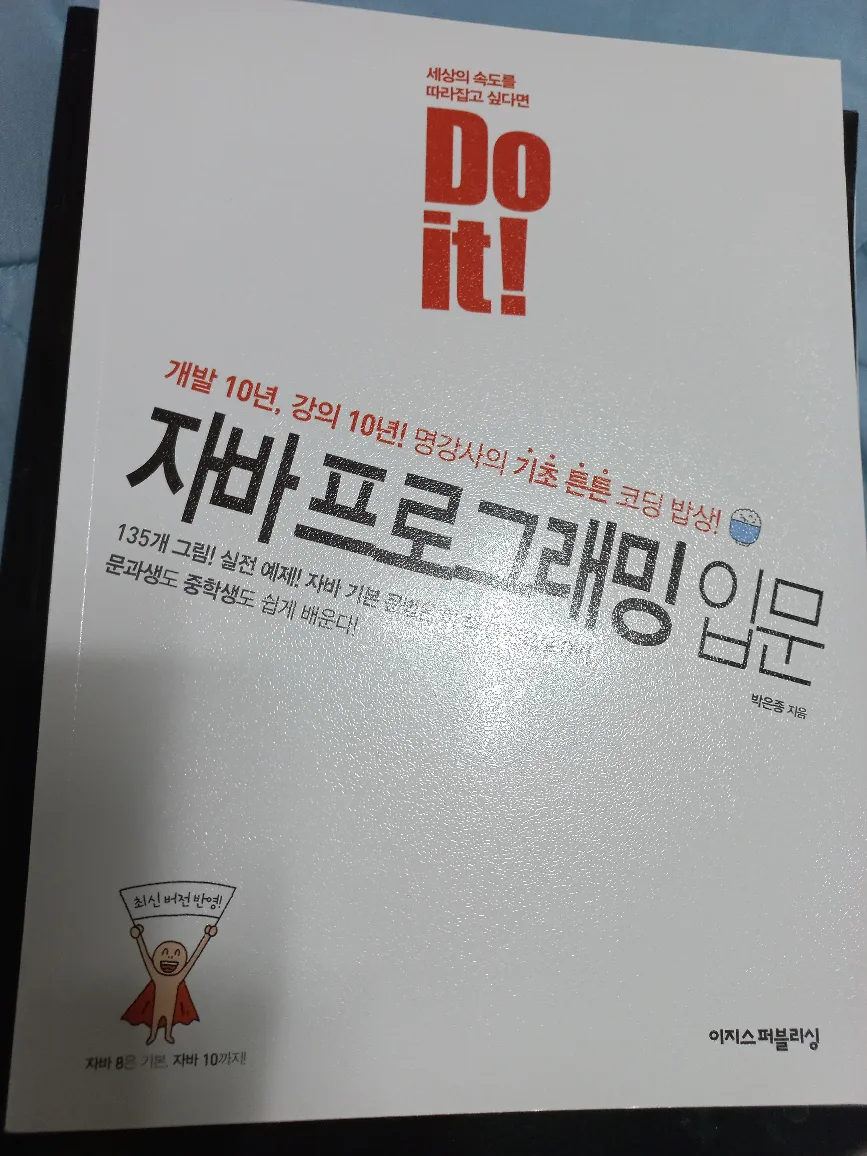 세상의 속도를
따라잡고 싶다면
Do
it!
개발 10년, 강의 10년! 명강사의 기초 튼튼 코딩 밥상!
자바 프로그래밍 입문
135개 그림! 실전 예제! 자바 기본 문법을
문과생도 중학생도 쉽게 배운다!
박은종 지음
최신 버전 반영!
자바 8은 기본, 자바 10까지!
이지스퍼블리싱